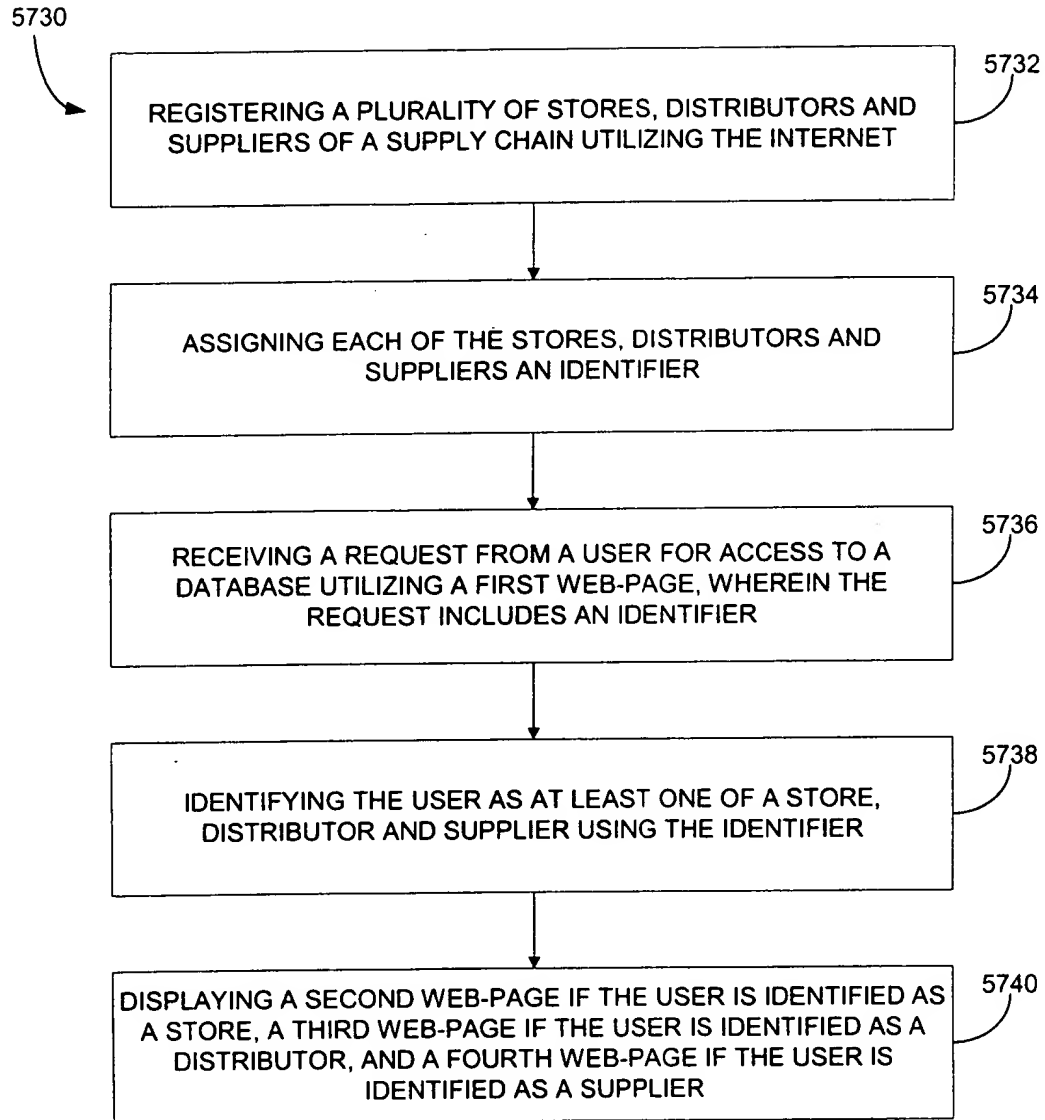 5730
5732
REGISTERING A PLURALITY OF STORES, DISTRIBUTORS AND
SUPPLIERS OF A SUPPLY CHAIN UTILIZING THE INTERNET
5734
ASSIGNING EACH OF THE STORES, DISTRIBUTORS AND
SUPPLIERS AN IDENTIFIER
5736
RECEIVING A REQUEST FROM A USER FOR ACCESS TO A
DATABASE UTILIZING A FIRST WEB-PAGE, WHEREIN THE
REQUEST INCLUDES AN IDENTIFIER
5738
IDENTIFYING THE USER AS AT LEAST ONE OF A STORE,
DISTRIBUTOR AND SUPPLIER USING THE IDENTIFIER
5740
DISPLAYING A SECOND WEB-PAGE IF THE USER IS IDENTIFIED AS
A STORE, A THIRD WEB-PAGE IF THE USER IS IDENTIFIED AS A
DISTRIBUTOR, AND A FOURTH WEB-PAGE IF THE USER IS
IDENTIFIED AS A SUPPLIER